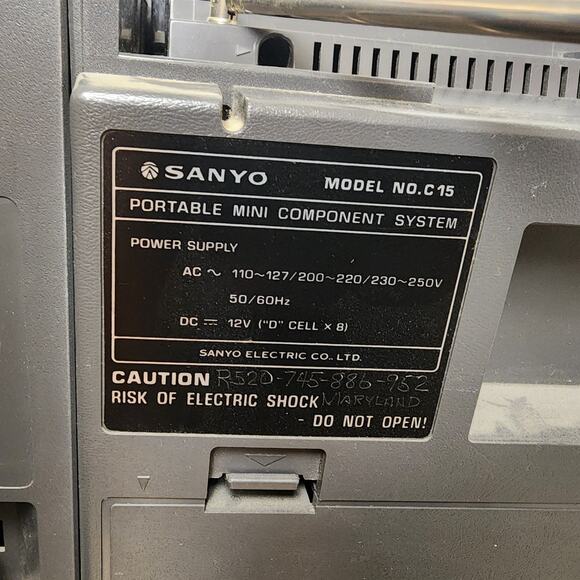 SANYO MODEL NO. C15
PORTABLE MINI COMPONENT SYSTEM
POWER SUPPLY
AC ~ 110~127/200~220/230~250V
50/60Hz
DC ⎓ 12V ("D" CELL × 8)
SANYO ELECTRIC CO., LTD.
CAUTION R520-745-886-952
RISK OF ELECTRIC SHOCK MARYLAND
- DO NOT OPEN!